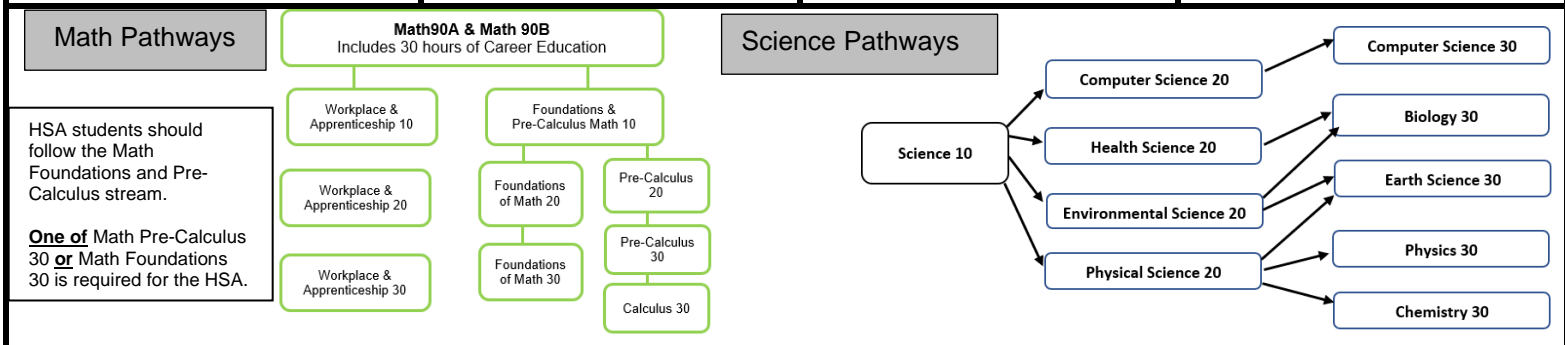 Math Pathways
Math90A & Math 90B
Includes 30 hours of Career Education
Workplace &
Apprenticeship 10
Foundations &
Pre-Calculus Math 10
HSA students should
follow the Math
Foundations and Pre-
Calculus stream.
One of Math Pre-Calculus
30 or Math Foundations
30 is required for the HSA.
Workplace &
Apprenticeship 20
Foundations
of Math 20
Pre-Calculus
20
Pre-Calculus
30
Workplace &
Apprenticeship 30
Foundations
of Math 30
Calculus 30
Science Pathways
Science 10
Computer Science 20
Health Science 20
Environmental Science 20
Physical Science 20
Computer Science 30
Biology 30
Earth Science 30
Physics 30
Chemistry 30